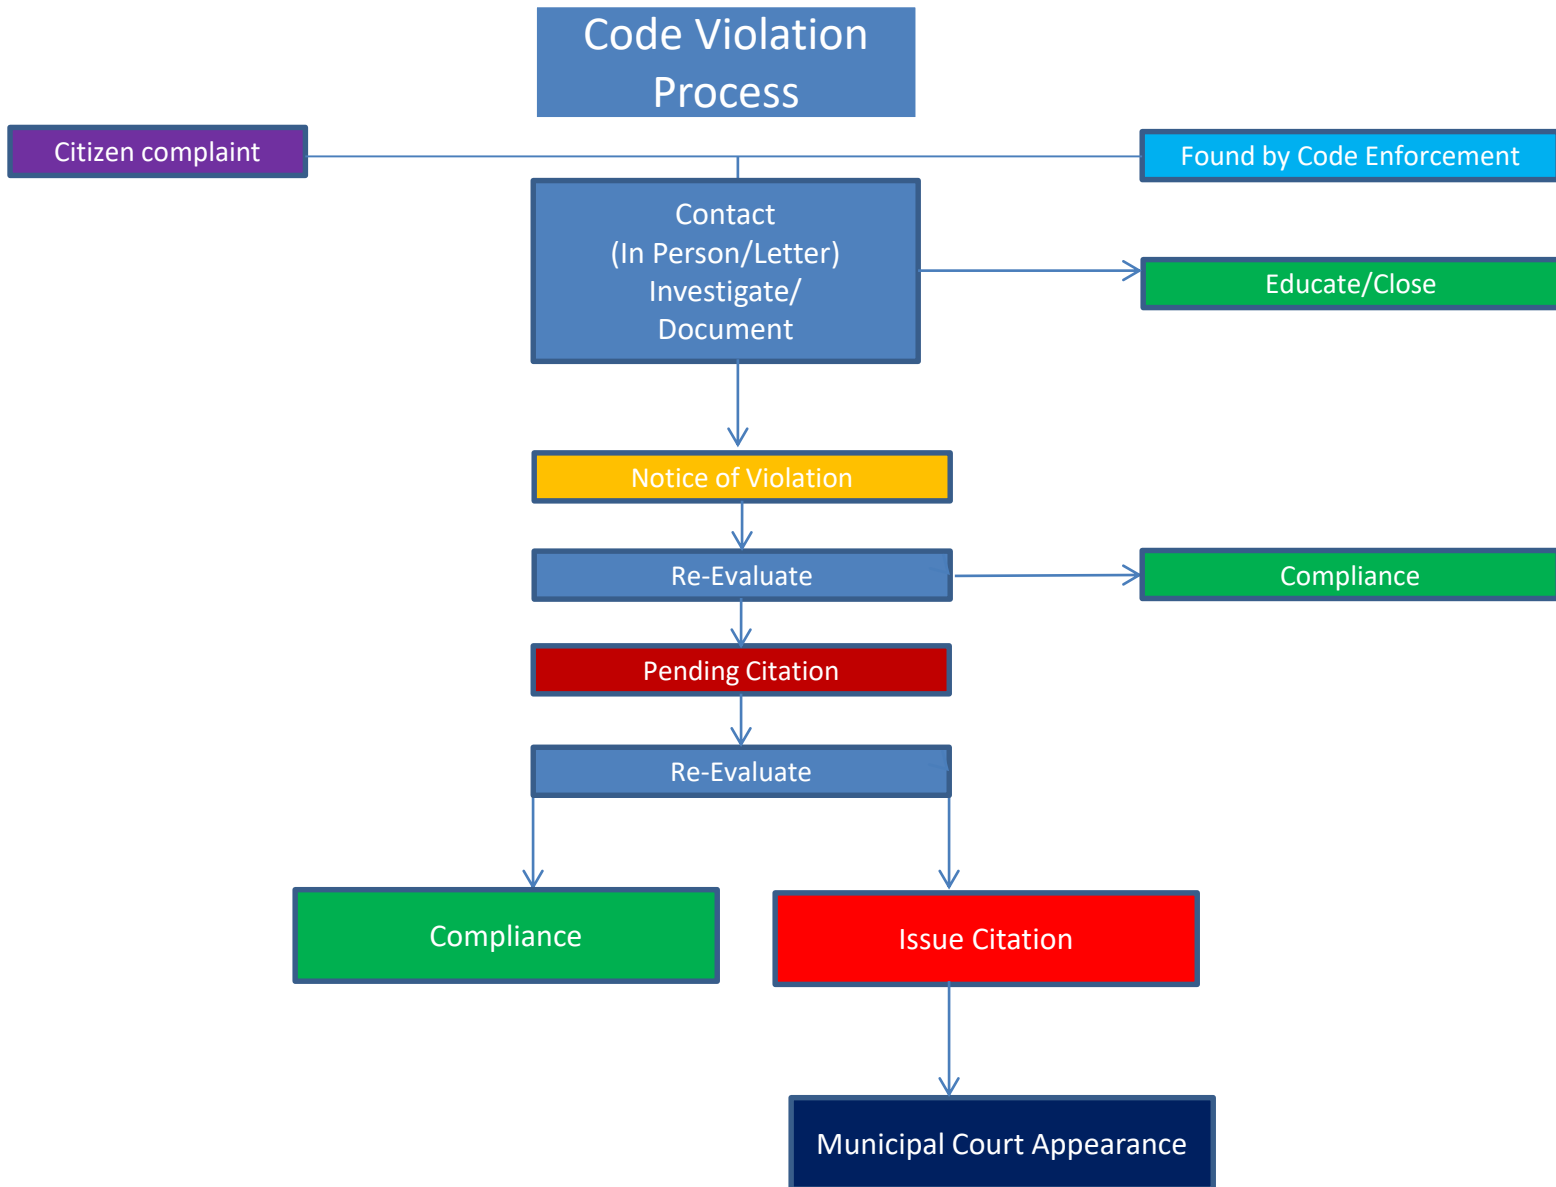 Code Violation
Process
Citizen complaint
Found by Code Enforcement
Contact
(In Person/Letter)
Investigate/
Document
Educate/Close
Notice of Violation
Re-Evaluate
Compliance
Pending Citation
Re-Evaluate
Compliance
Issue Citation
Municipal Court Appearance